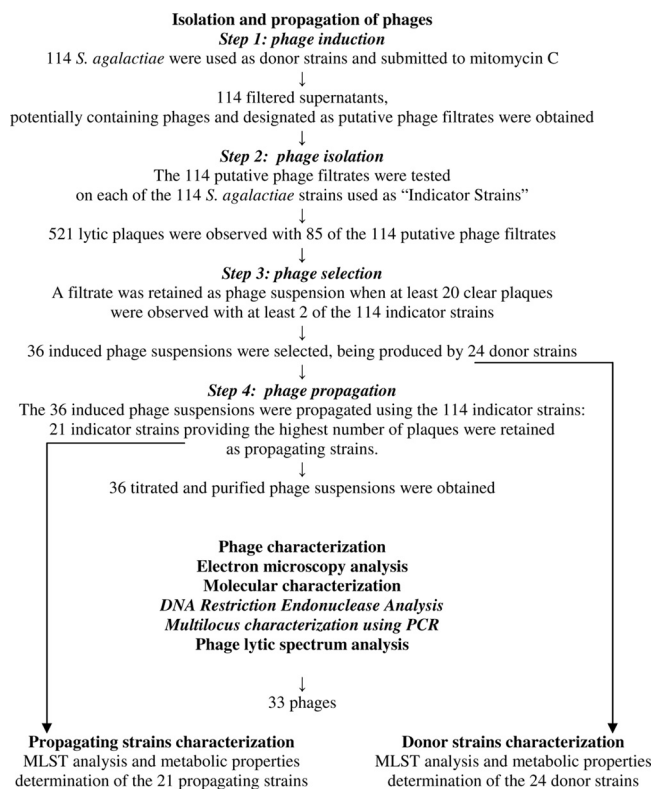 Isolation and propagation of phages
Step 1: phage induction
114 S. agalactiae were used as donor strains and submitted to mitomycin C
↓
114 filtered supernatants,
potentially containing phages and designated as putative phage filtrates were obtained
↓
Step 2: phage isolation
The 114 putative phage filtrates were tested
on each of the 114 S. agalactiae strains used as “Indicator Strains”
↓
521 lytic plaques were observed with 85 of the 114 putative phage filtrates
↓
Step 3: phage selection
A filtrate was retained as phage suspension when at least 20 clear plaques
were observed with at least 2 of the 114 indicator strains
↓
36 induced phage suspensions were selected, being produced by 24 donor strains
↓
Step 4: phage propagation
The 36 induced phage suspensions were propagated using the 114 indicator strains:
21 indicator strains providing the highest number of plaques were retained
as propagating strains.
↓
36 titrated and purified phage suspensions were obtained
Phage characterization
Electron microscopy analysis
Molecular characterization
DNA Restriction Endonuclease Analysis
Multilocus characterization using PCR
Phage lytic spectrum analysis
↓
33 phages
Propagating strains characterization
MLST analysis and metabolic properties
determination of the 21 propagating strains
Donor strains characterization
MLST analysis and metabolic properties
determination of the 24 donor strains